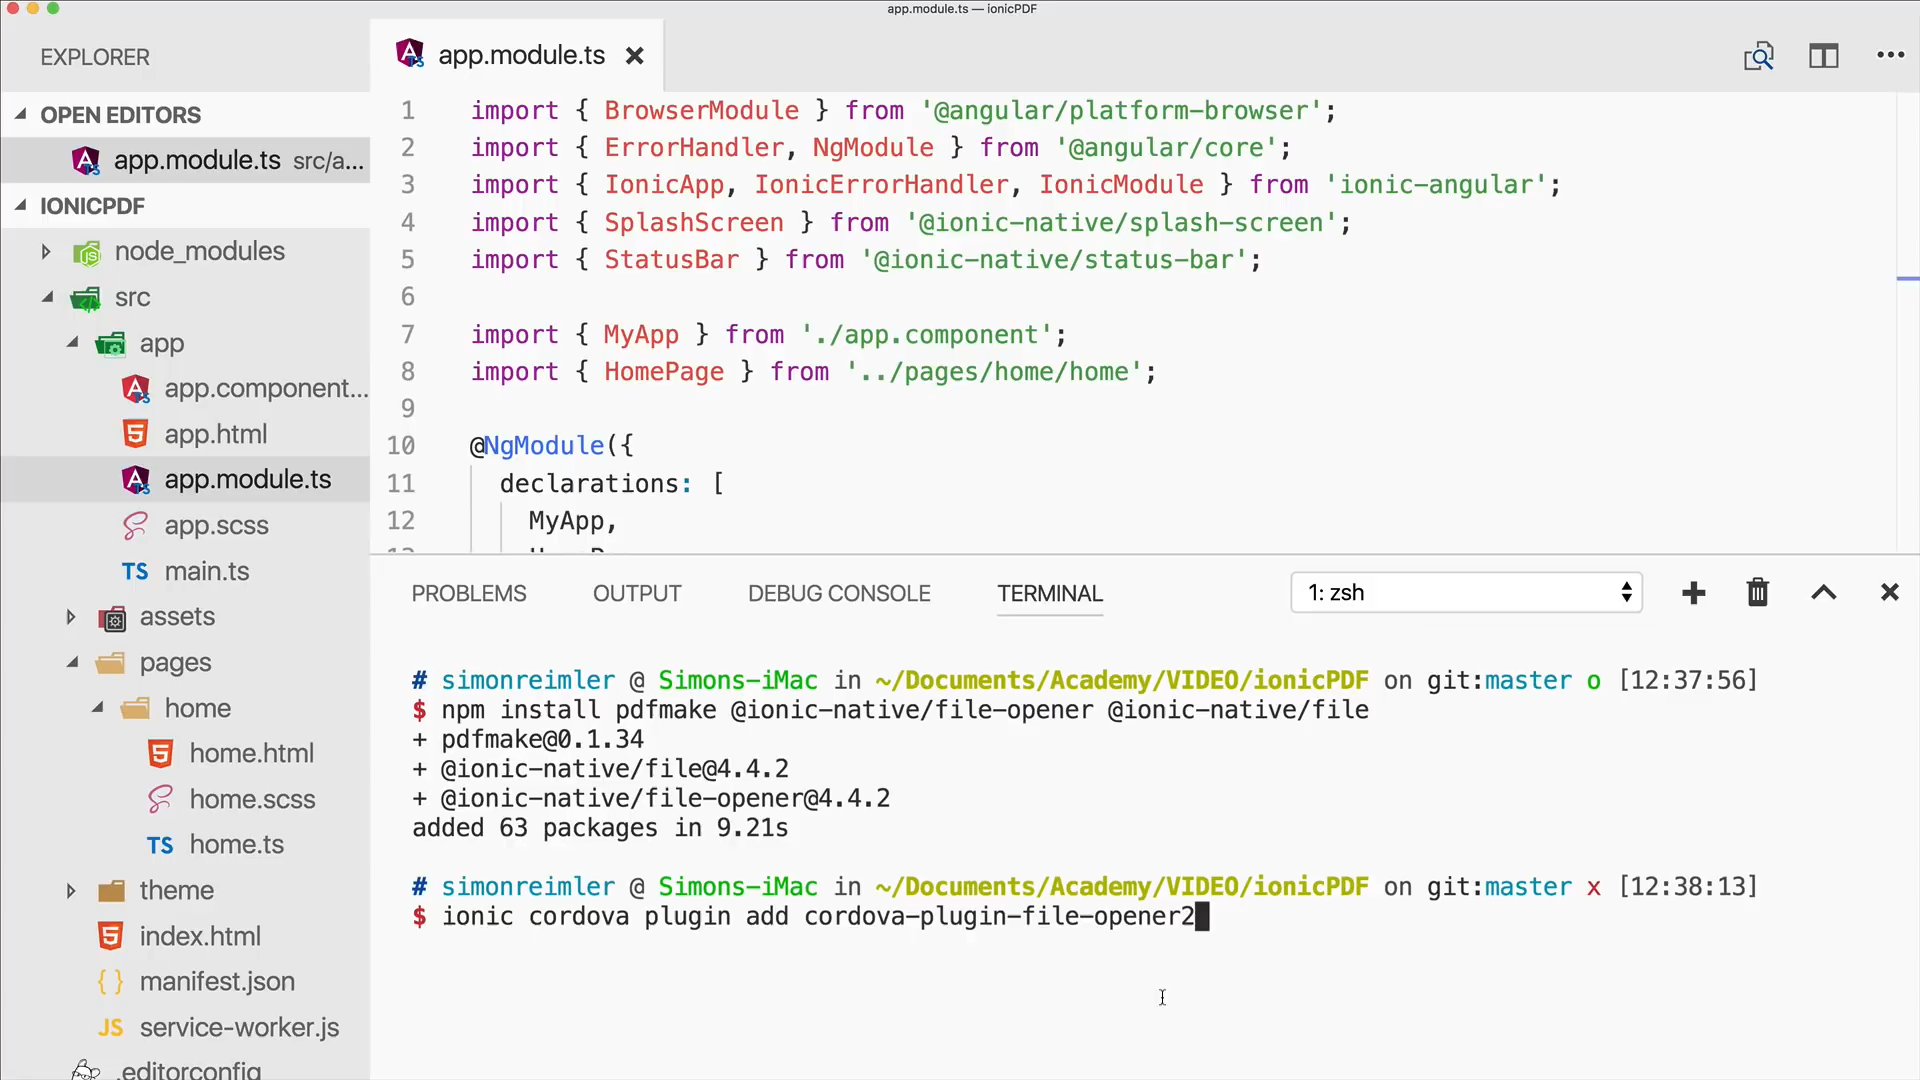 app.module.ts — ionicPDF
EXPLORER
OPEN EDITORS
app.module.ts src/a...
IONICPDF
node_modules
src
app
app.component...
app.html
app.module.ts
app.scss
TS main.ts
assets
pages
home
home.html
home.scss
TS home.ts
theme
index.html
{ } manifest.json
JS service-worker.js
.editorconfig
app.module.ts
1 import { BrowserModule } from '@angular/platform-browser';
2 import { ErrorHandler, NgModule } from '@angular/core';
3 import { IonicApp, IonicErrorHandler, IonicModule } from 'ionic-angular';
4 import { SplashScreen } from '@ionic-native/splash-screen';
5 import { StatusBar } from '@ionic-native/status-bar';
6
7 import { MyApp } from './app.component';
8 import { HomePage } from '../pages/home/home';
9
10 @NgModule({
11 declarations: [
12 MyApp,
PROBLEMS OUTPUT DEBUG CONSOLE TERMINAL 1: zsh
# simonreimler @ Simons-iMac in ~/Documents/Academy/VIDEO/ionicPDF on git:master o [12:37:56]
$ npm install pdfmake @ionic-native/file-opener @ionic-native/file
+ pdfmake@0.1.34
+ @ionic-native/file@4.4.2
+ @ionic-native/file-opener@4.4.2
added 63 packages in 9.21s
# simonreimler @ Simons-iMac in ~/Documents/Academy/VIDEO/ionicPDF on git:master x [12:38:13]
$ ionic cordova plugin add cordova-plugin-file-opener2